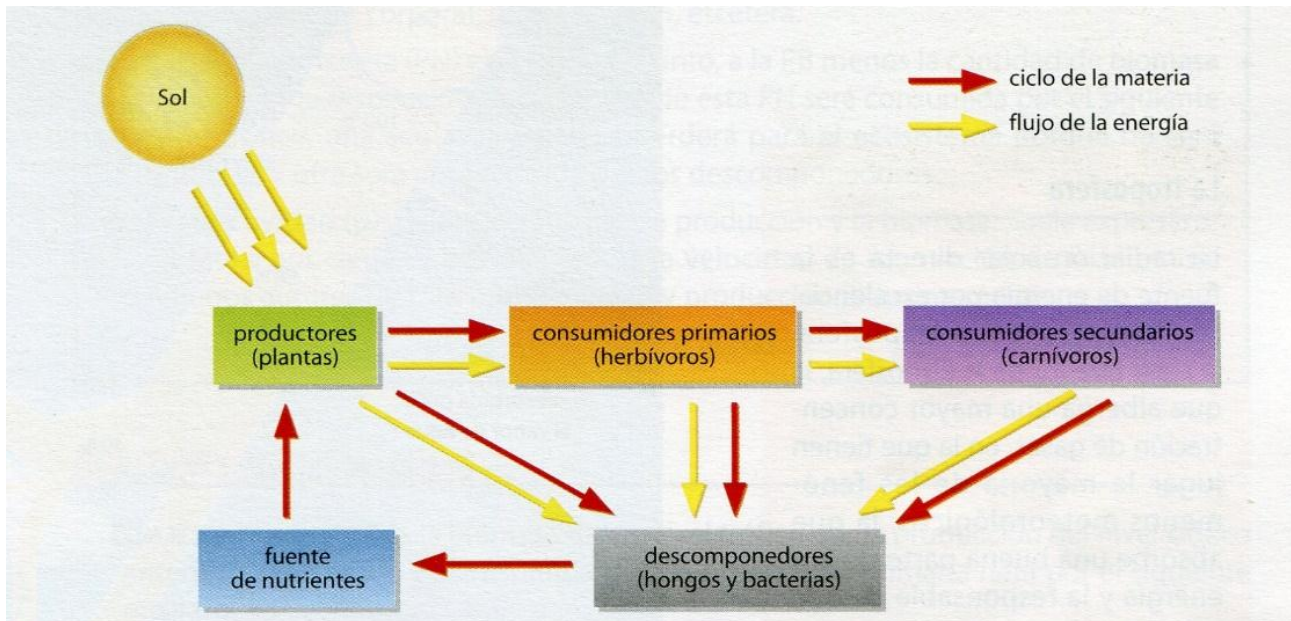 Sol
ciclo de la materia
flujo de la energía
productores
(plantas)
consumidores primarios
(herbívoros)
consumidores secundarios
(carnívoros)
fuente
de nutrientes
descomponedores
(hongos y bacterias)